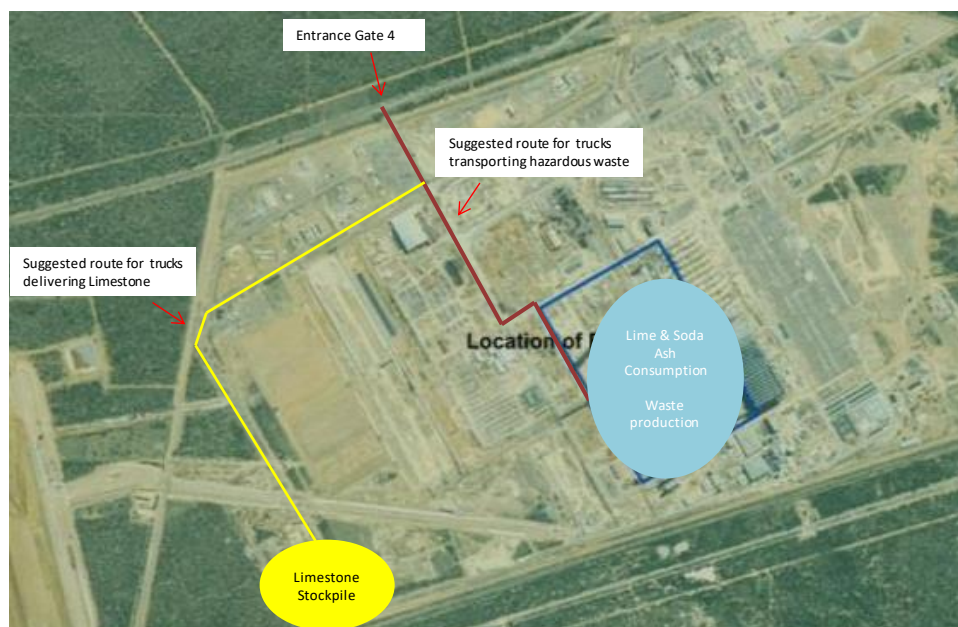 Entrance Gate 4
Suggested route for trucks
transporting hazardous waste
Suggested route for trucks
delivering Limestone
Location of
Lime & Soda
Ash
Consumption
Waste
production
Limestone
Stockpile